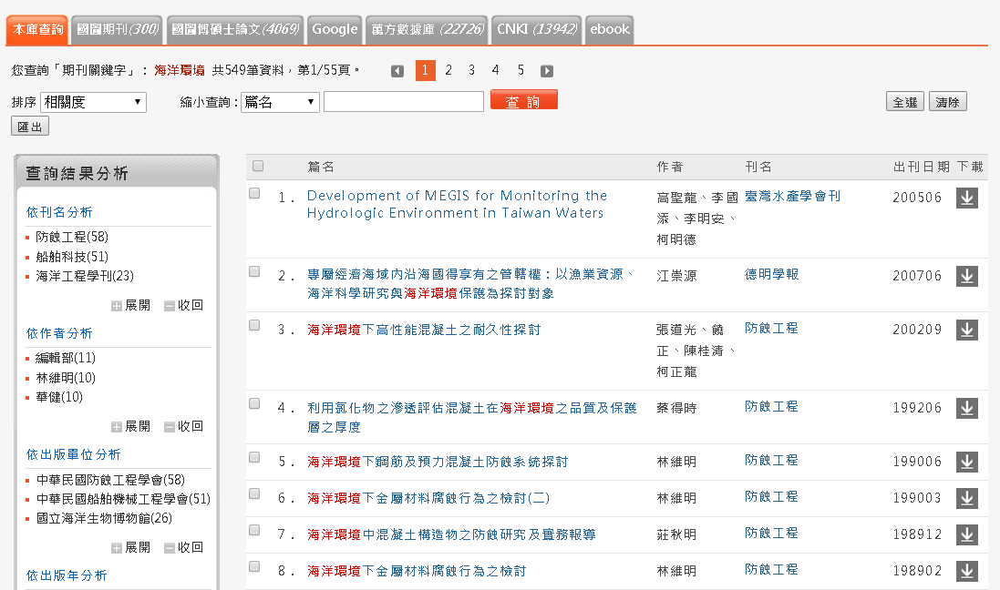 本庫查詢 國圖期刊(300) 國圖博碩士論文(4069) Google 萬方數據庫 (22726) CNKI (13942) ebook
您查詢「期刊關鍵字」： 海洋環境 共549筆資料，第1/55頁。 1 2 3 4 5
排序 相關度 縮小查詢：篇名 查 詢 全選 清除
匯出
查詢結果分析
依刊名分析
防蝕工程(58)
船舶科技(51)
海洋工程學刊(23)
展開 收回
依作者分析
編輯部(11)
林維明(10)
華健(10)
展開 收回
依出版單位分析
中華民國防蝕工程學會(58)
中華民國船舶機械工程學會(51)
國立海洋生物博物館(26)
展開 收回
依出版年分析
篇名 作者 刊名 出刊日期 下載
1. Development of MEGIS for Monitoring the 高聖龍、李國 臺灣水產學會刊 200506
Hydrologic Environment in Taiwan Waters 添、李明安、
柯明德
2. 專屬經濟海域內沿海國得享有之管轄權：以漁業資源、 江崇源 德明學報 200706
海洋科學研究與海洋環境保護為探討對象
3. 海洋環境下高性能混凝土之耐久性探討 張道光、饒 防蝕工程 200209
正、陳桂清、
柯正龍
4. 利用氯化物之滲透評估混凝土在海洋環境之品質及保護 蔡得時 防蝕工程 199206
層之厚度
5. 海洋環境下鋼筋及預力混凝土防蝕系統探討 林維明 防蝕工程 199006
6. 海洋環境下金屬材料腐蝕行為之檢討(二) 林維明 防蝕工程 199003
7. 海洋環境中混凝土構造物之防蝕研究及實務報導 莊秋明 防蝕工程 198912
8. 海洋環境下金屬材料腐蝕行為之檢討 林維明 防蝕工程 198902